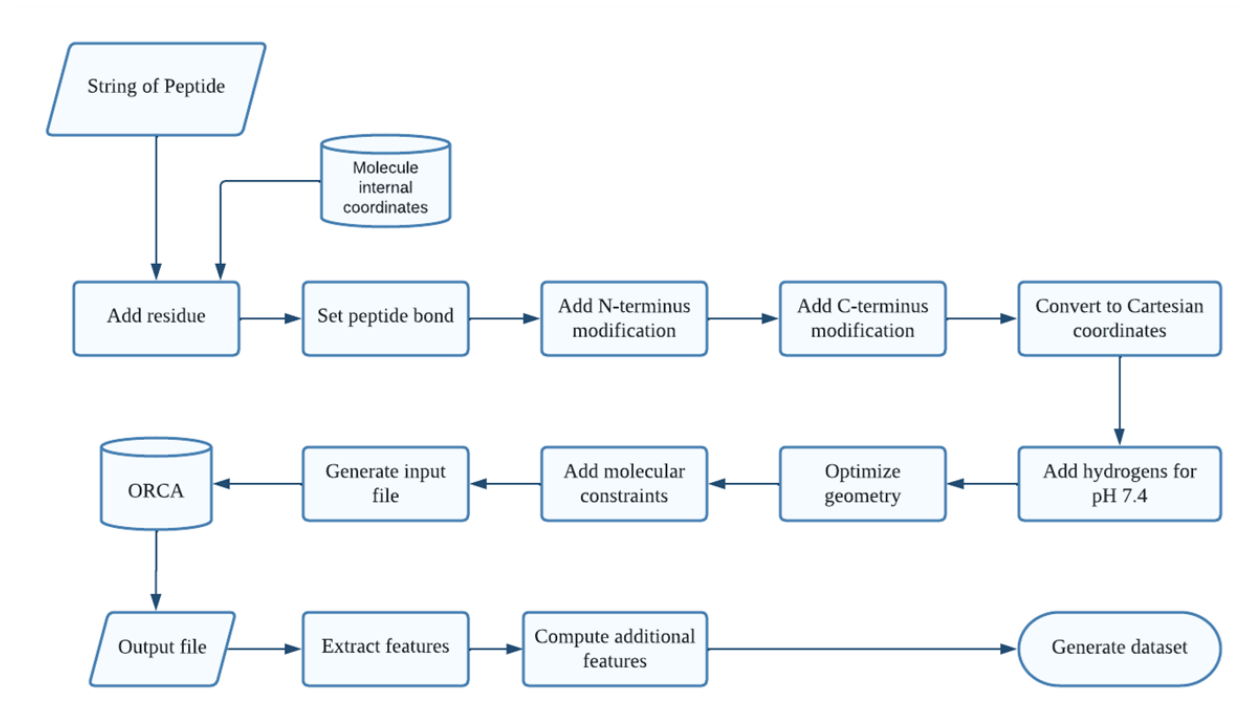 String of Peptide
Molecule
internal
coordinates
Add residue
Set peptide bond
Add N-terminus
modification
Add C-terminus
modification
Convert to Cartesian
coordinates
ORCA
Generate input
file
Add molecular
constraints
Optimize
geometry
Add hydrogens for
pH 7.4
Output file
Extract features
Compute additional
features
Generate dataset